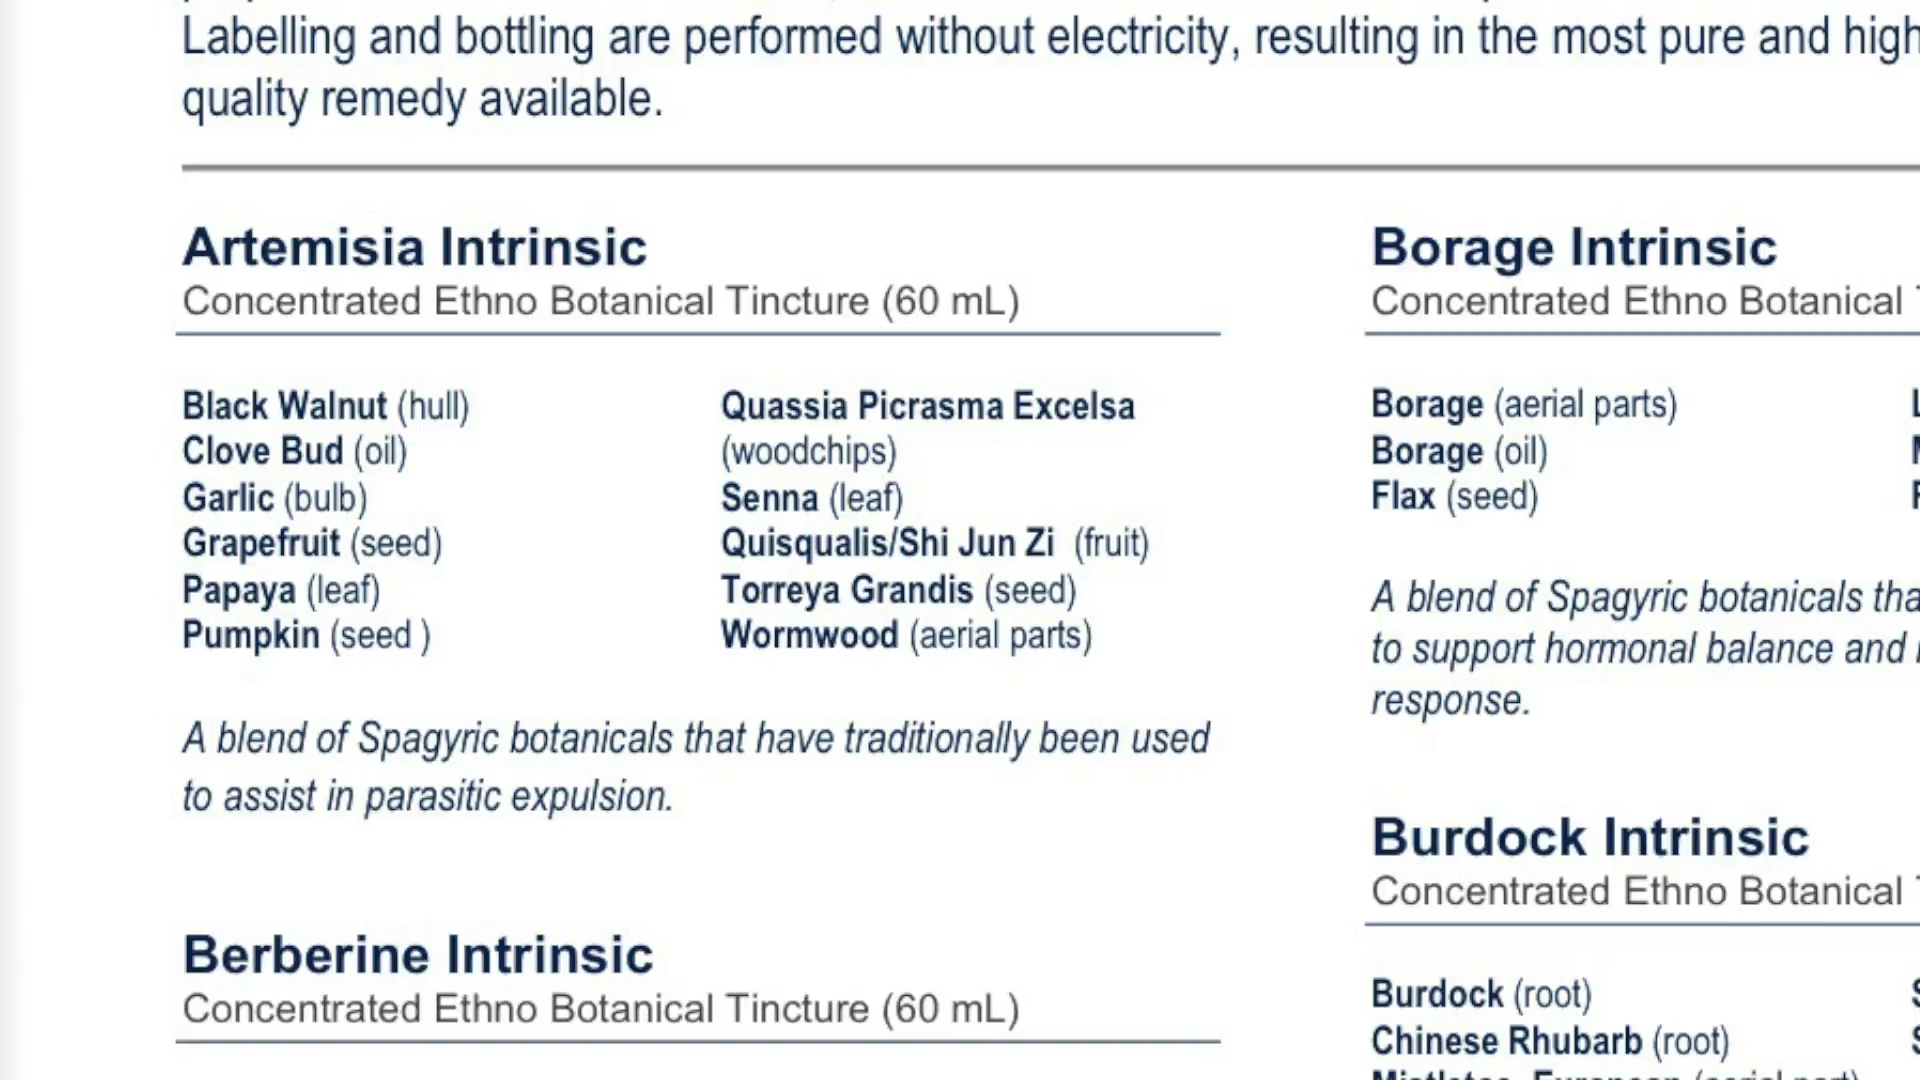 Labelling and bottling are performed without electricity, resulting in the most pure and high
quality remedy available.
Artemisia Intrinsic
Concentrated Ethno Botanical Tincture (60 mL)
Black Walnut (hull)
Clove Bud (oil)
Garlic (bulb)
Grapefruit (seed)
Papaya (leaf)
Pumpkin (seed )
Quassia Picrasma Excelsa
(woodchips)
Senna (leaf)
Quisqualis/Shi Jun Zi (fruit)
Torreya Grandis (seed)
Wormwood (aerial parts)
A blend of Spagyric botanicals that have traditionally been used
to assist in parasitic expulsion.
Berberine Intrinsic
Concentrated Ethno Botanical Tincture (60 mL)
Borage Intrinsic
Concentrated Ethno Botanical
Borage (aerial parts)
Borage (oil)
Flax (seed)
A blend of Spagyric botanicals
to support hormonal balance and
response.
Burdock Intrinsic
Concentrated Ethno Botanical
Burdock (root)
Chinese Rhubarb (root)